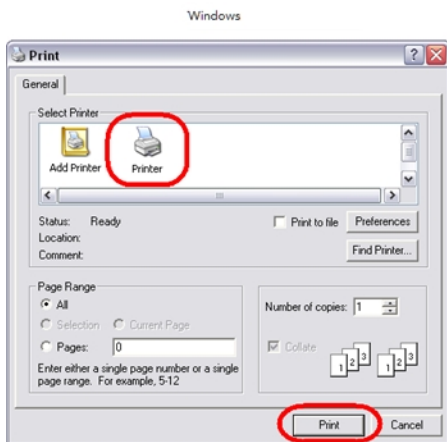 Windows
Print
General
Select Printer
Add Printer
Printer
Status: Ready
Location:
Comment:
Print to file
Preferences
Find Printer...
Page Range
All
Selection
Current Page
Pages: 0
Enter either a single page number or a single
page range. For example, 5-12
Number of copies: 1
Collate
1 2 3 1 2 3
Print
Cancel